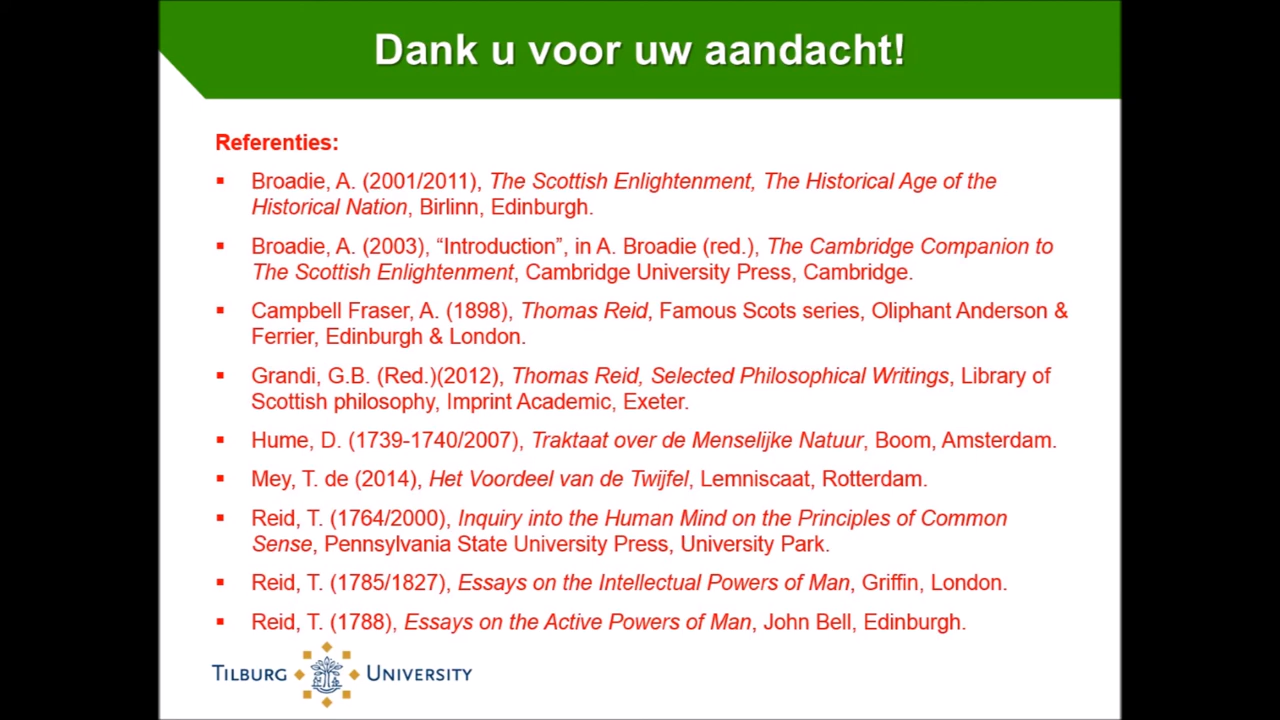 Dank u voor uw aandacht!
Referenties:
▪ Broadie, A. (2001/2011), The Scottish Enlightenment, The Historical Age of the
Historical Nation, Birlinn, Edinburgh.
▪ Broadie, A. (2003), “Introduction”, in A. Broadie (red.), The Cambridge Companion to
The Scottish Enlightenment, Cambridge University Press, Cambridge.
▪ Campbell Fraser, A. (1898), Thomas Reid, Famous Scots series, Oliphant Anderson &
Ferrier, Edinburgh & London.
▪ Grandi, G.B. (Red.)(2012), Thomas Reid, Selected Philosophical Writings, Library of
Scottish philosophy, Imprint Academic, Exeter.
▪ Hume, D. (1739-1740/2007), Traktaat over de Menselijke Natuur, Boom, Amsterdam.
▪ Mey, T. de (2014), Het Voordeel van de Twijfel, Lemniscaat, Rotterdam.
▪ Reid, T. (1764/2000), Inquiry into the Human Mind on the Principles of Common
Sense, Pennsylvania State University Press, University Park.
▪ Reid, T. (1785/1827), Essays on the Intellectual Powers of Man, Griffin, London.
▪ Reid, T. (1788), Essays on the Active Powers of Man, John Bell, Edinburgh.
TILBURG UNIVERSITY